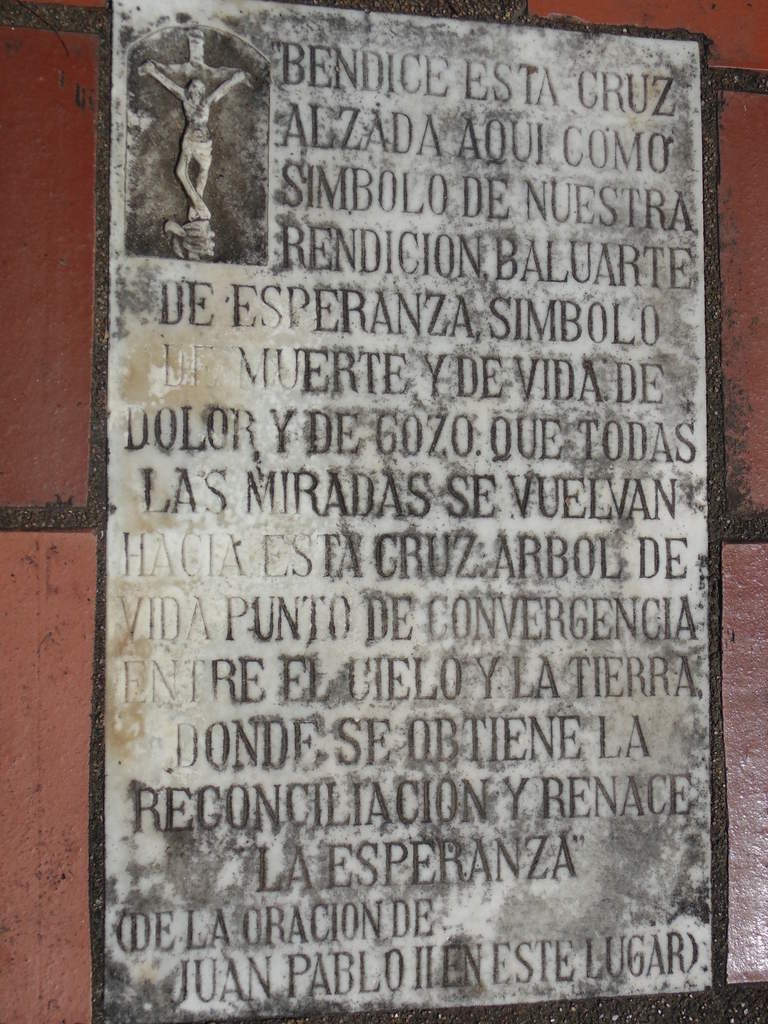 "BENDICE ESTA CRUZ
ALZADA AQUI COMO
SIMBOLO DE NUESTRA
RENDICION, BALUARTE
DE ESPERANZA, SIMBOLO
DE MUERTE Y DE VIDA DE
DOLOR Y DE GOZO. QUE TODAS
LAS MIRADAS SE VUELVAN
HACIA ESTA CRUZ ARBOL DE
VIDA PUNTO DE CONVERGENCIA
ENTRE EL CIELO Y LA TIERRA,
DONDE SE OBTIENE LA
RECONCILIACION Y RENACE
LA ESPERANZA"
(DE LA ORACION DE
JUAN PABLO II EN ESTE LUGAR)